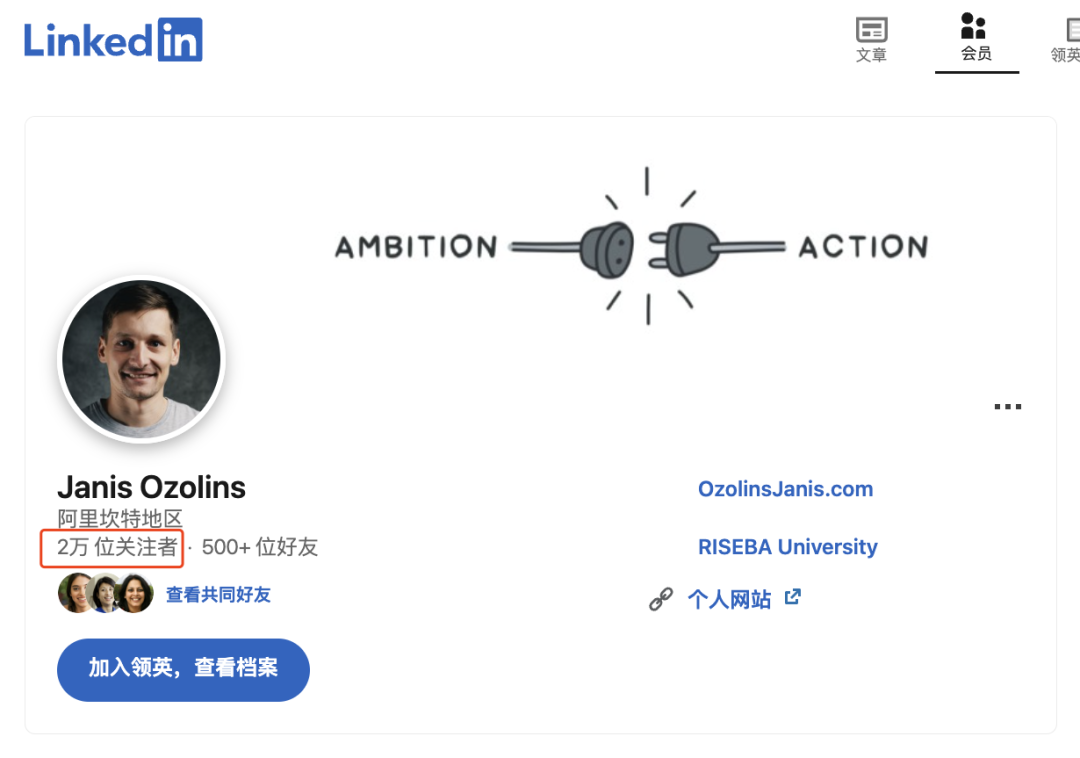 LinkedIn
文章
会员
领英
AMBITION
ACTION
Janis Ozolins
阿里坎特地区
2万 位关注者 · 500+ 位好友
查看共同好友
加入领英，查看档案
OzolinsJanis.com
RISEBA University
个人网站